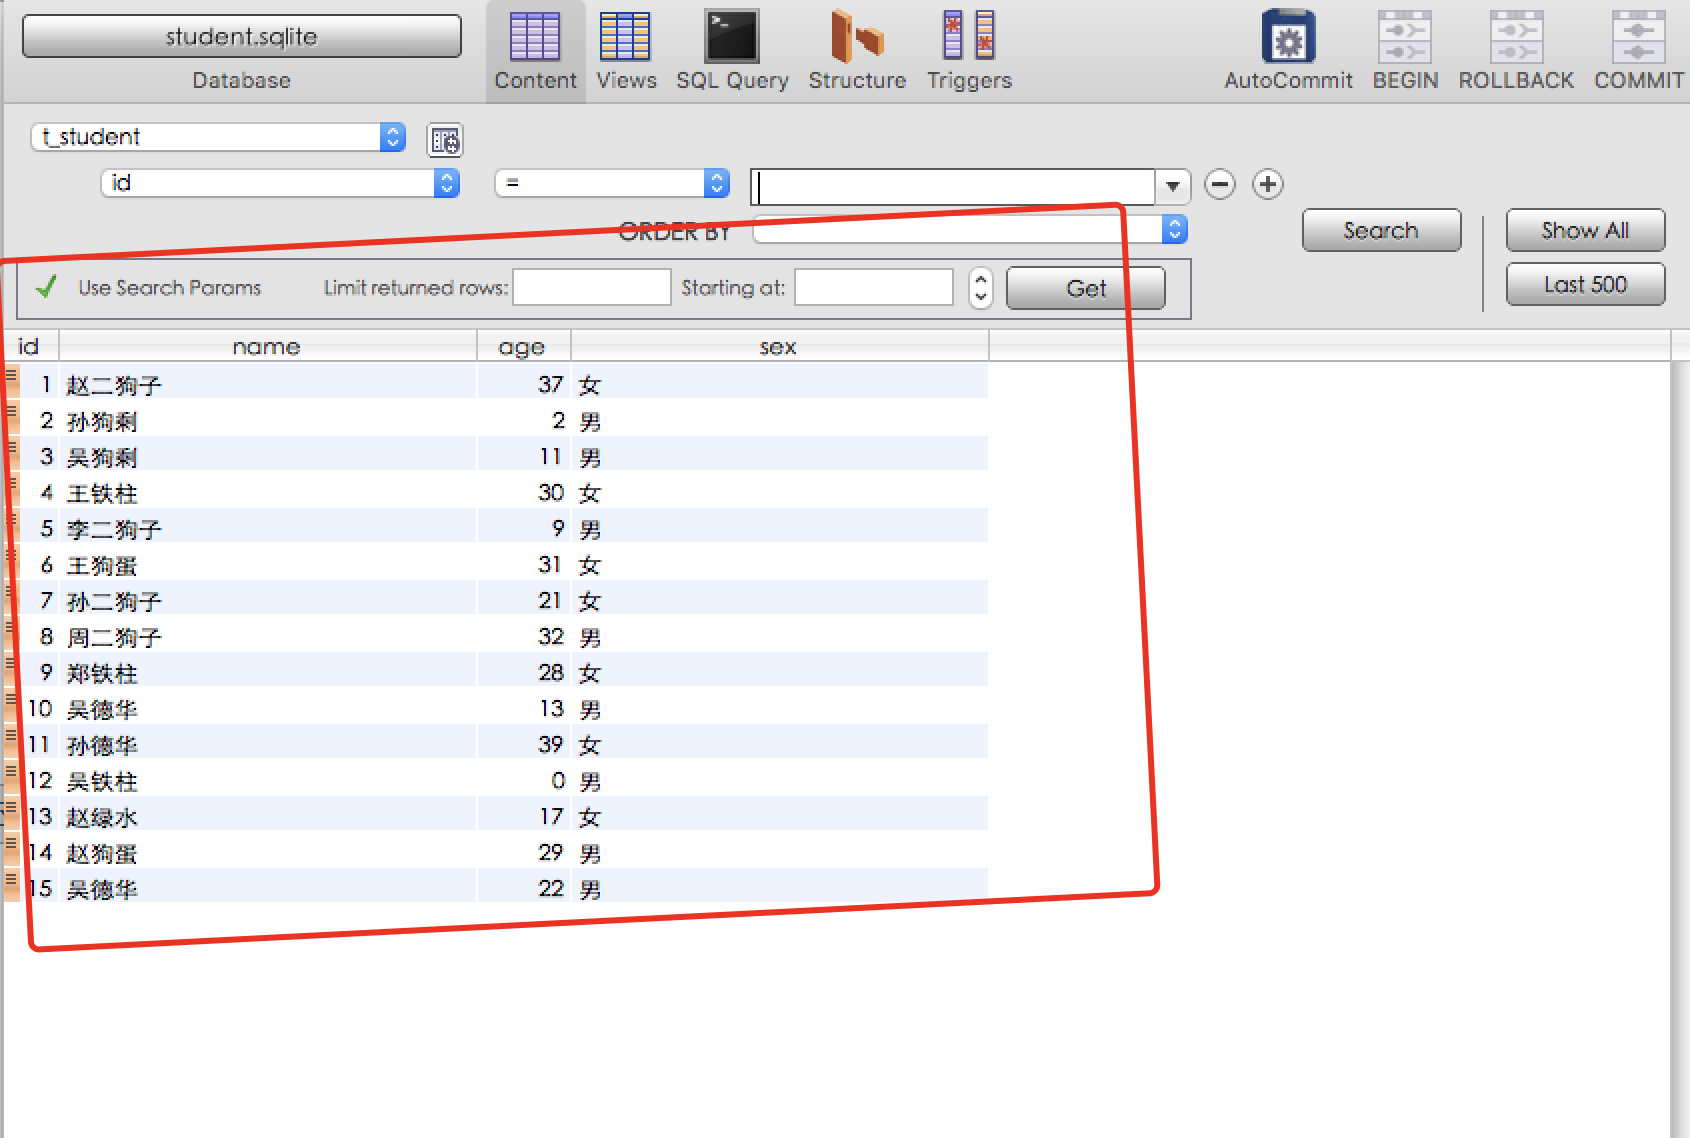 student.sqlite
Database
Content Views SQL Query Structure Triggers AutoCommit BEGIN ROLLBACK COMMIT
t_student
id =
ORDER BY
Search Show All
Use Search Params Limit returned rows: Starting at: Get Last 500
id name age sex
1 赵二狗子 37 女
2 孙狗剩 2 男
3 吴狗剩 11 男
4 王铁柱 30 女
5 李二狗子 9 男
6 王狗蛋 31 女
7 孙二狗子 21 女
8 周二狗子 32 男
9 郑铁柱 28 女
10 吴德华 13 男
11 孙德华 39 女
12 吴铁柱 0 男
13 赵绿水 17 女
14 赵狗蛋 29 男
15 吴德华 22 男